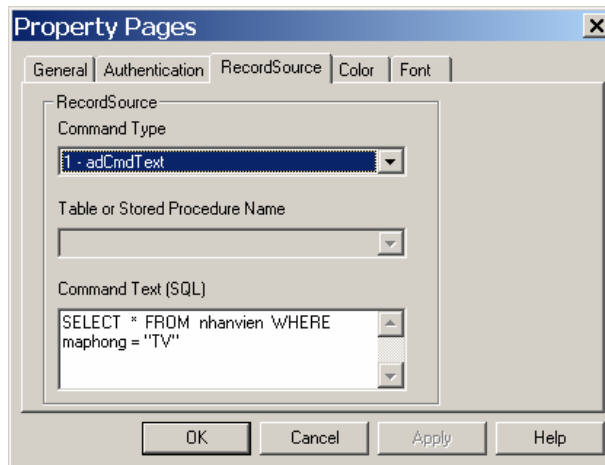 Property Pages
General Authentication RecordSource Color Font
RecordSource
Command Type
1 - adCmdText
Table or Stored Procedure Name
Command Text (SQL)
SELECT * FROM nhanvien WHERE
maphong = "TV"
OK Cancel Apply Help